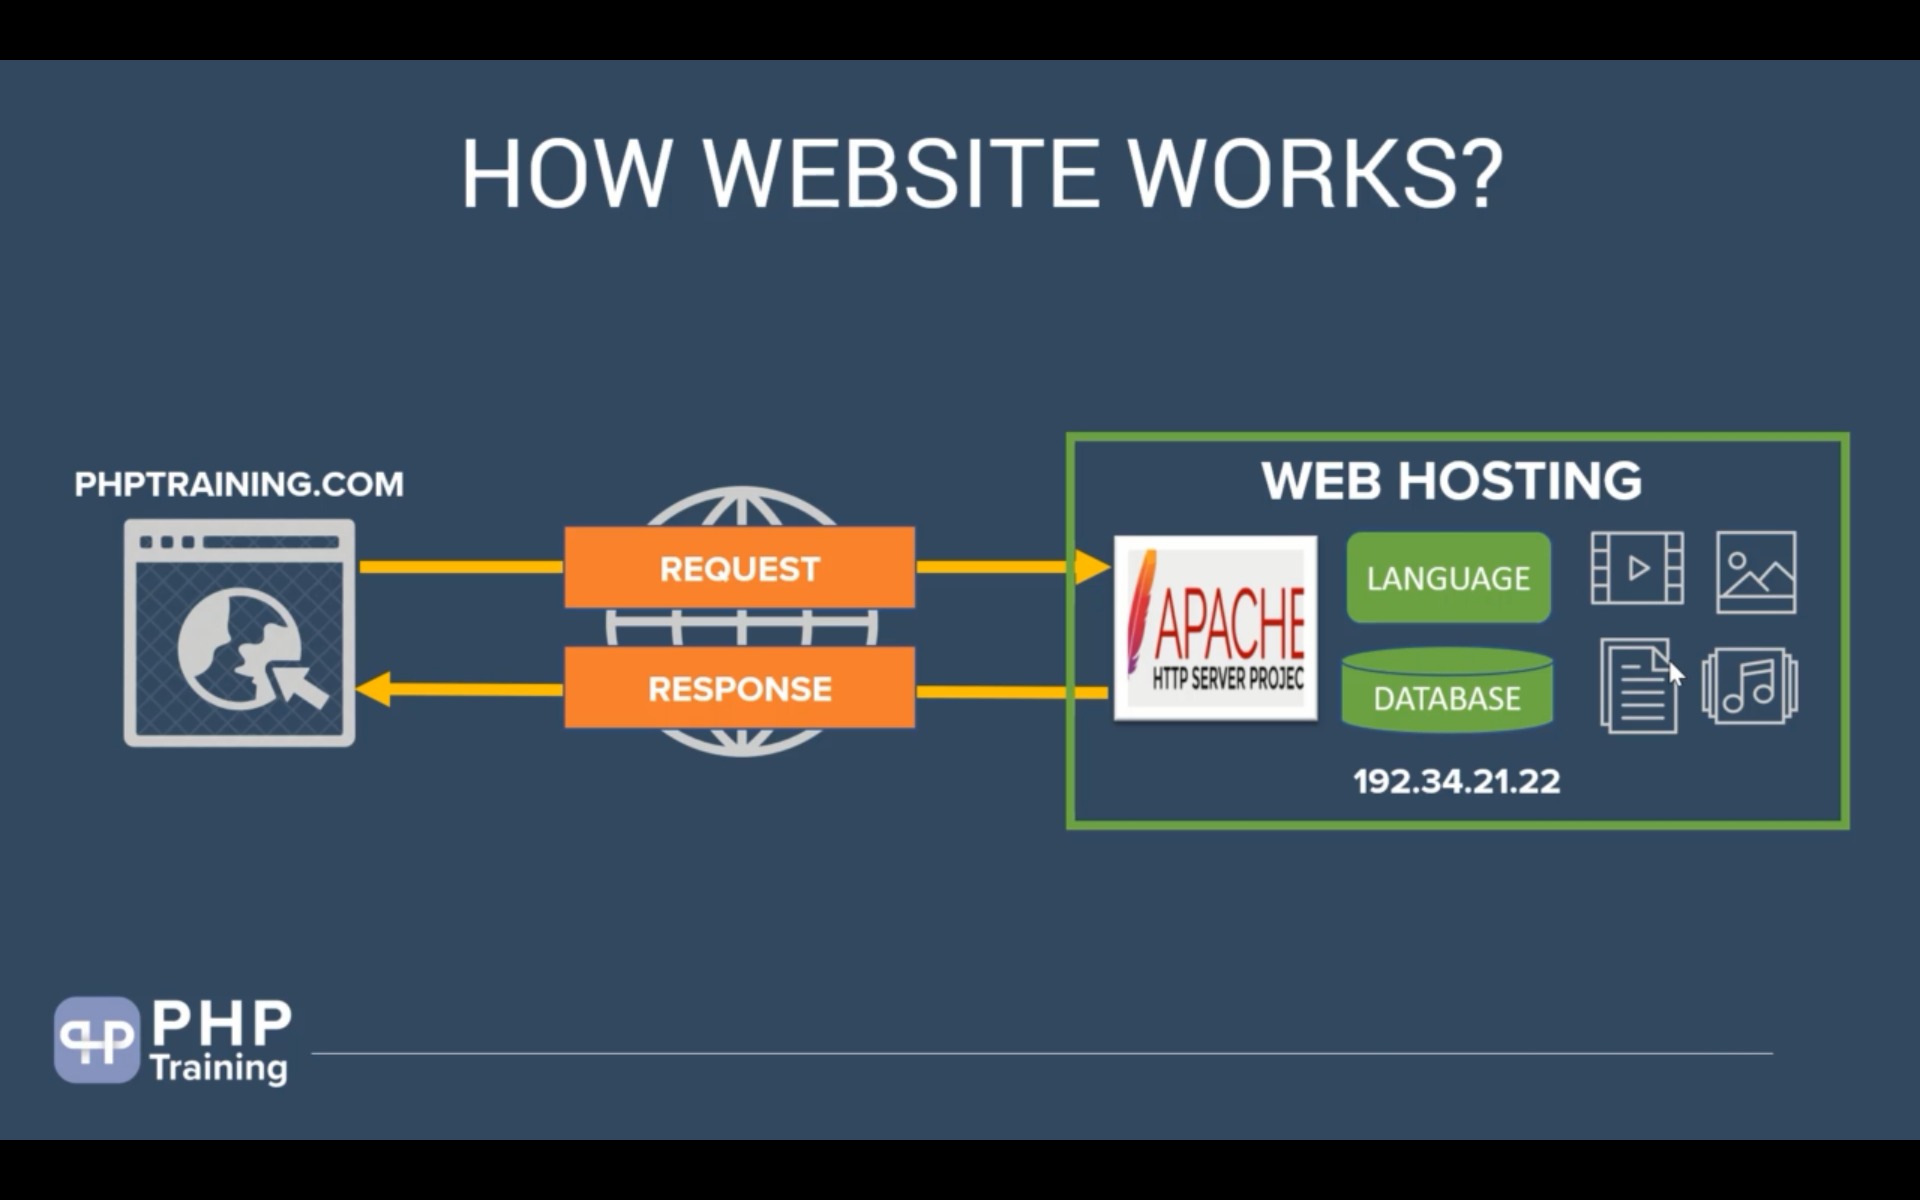 HOW WEBSITE WORKS?
PHPTRAINING.COM
REQUEST
RESPONSE
WEB HOSTING
APACHE
HTTP SERVER PROJEC
LANGUAGE
DATABASE
192.34.21.22
php
PHP
Training